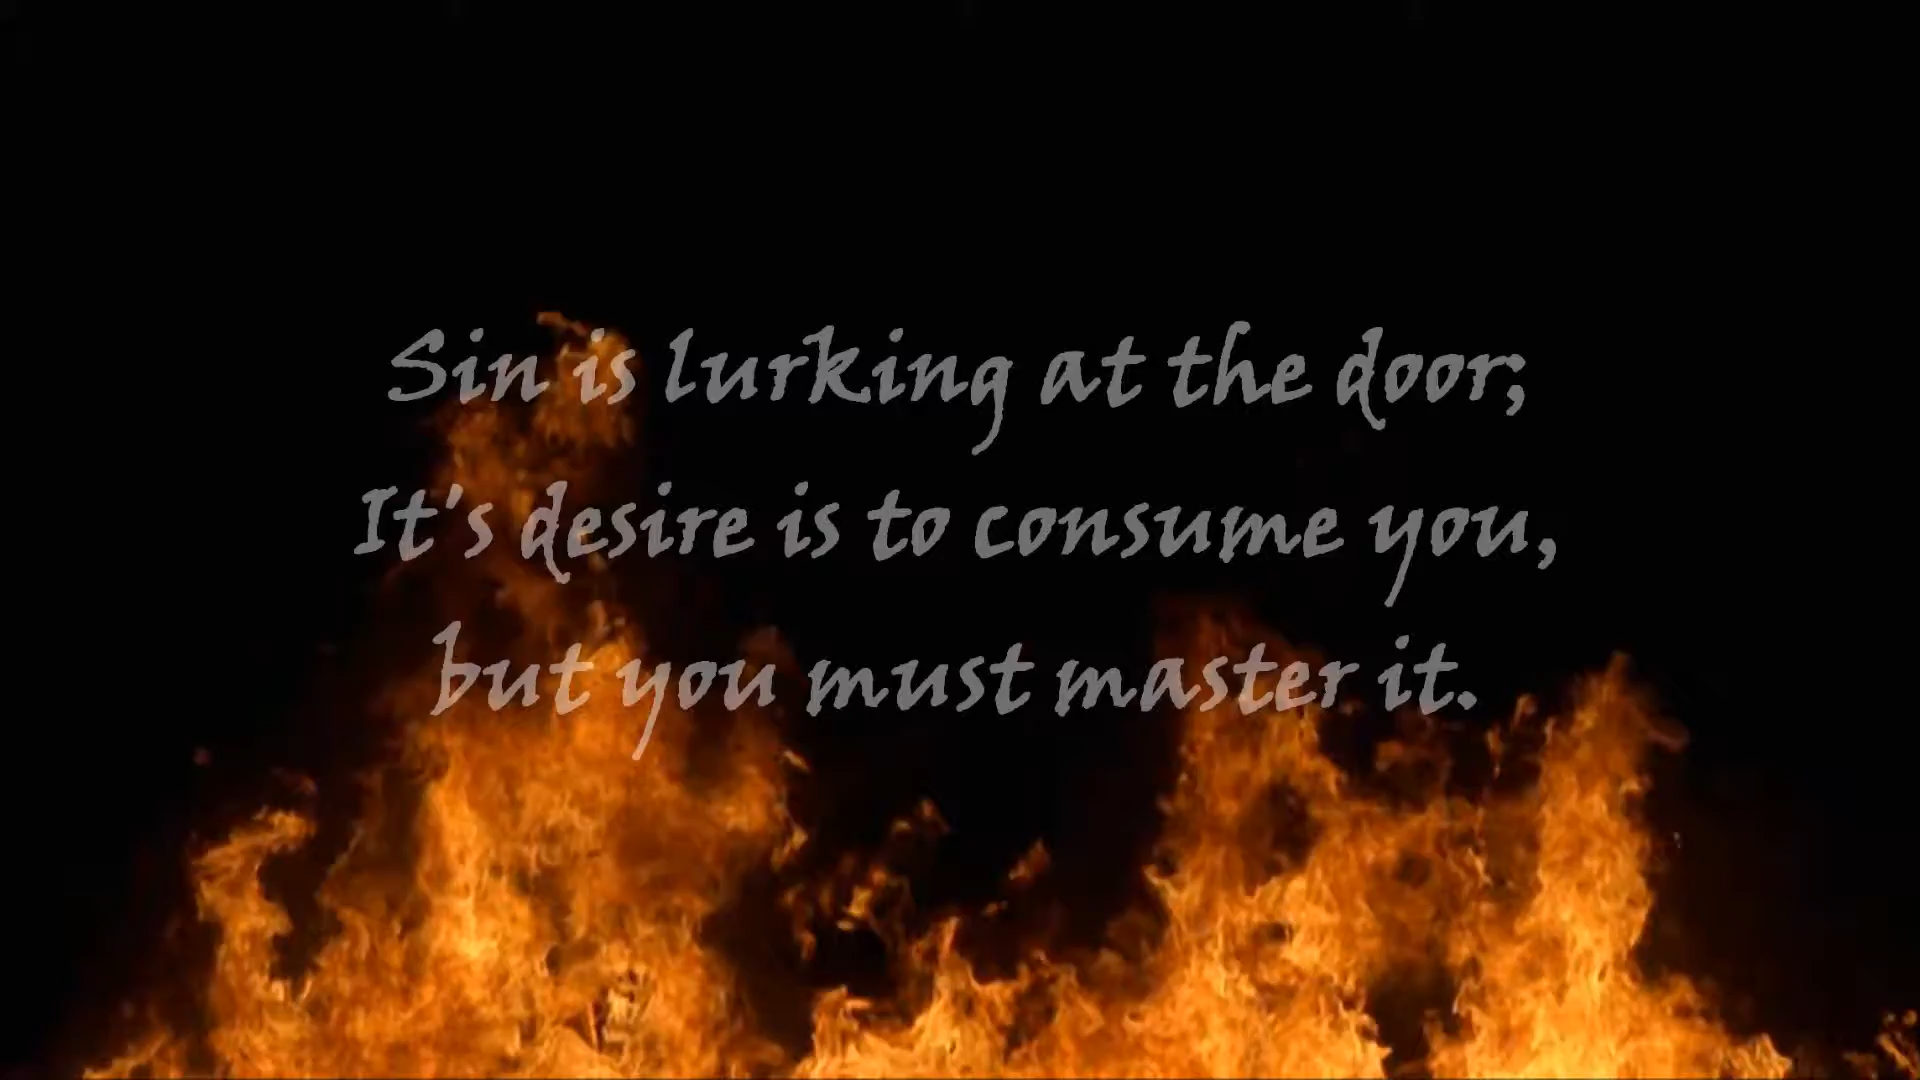 Sin is lurking at the door;
It's desire is to consume you,
but you must master it.